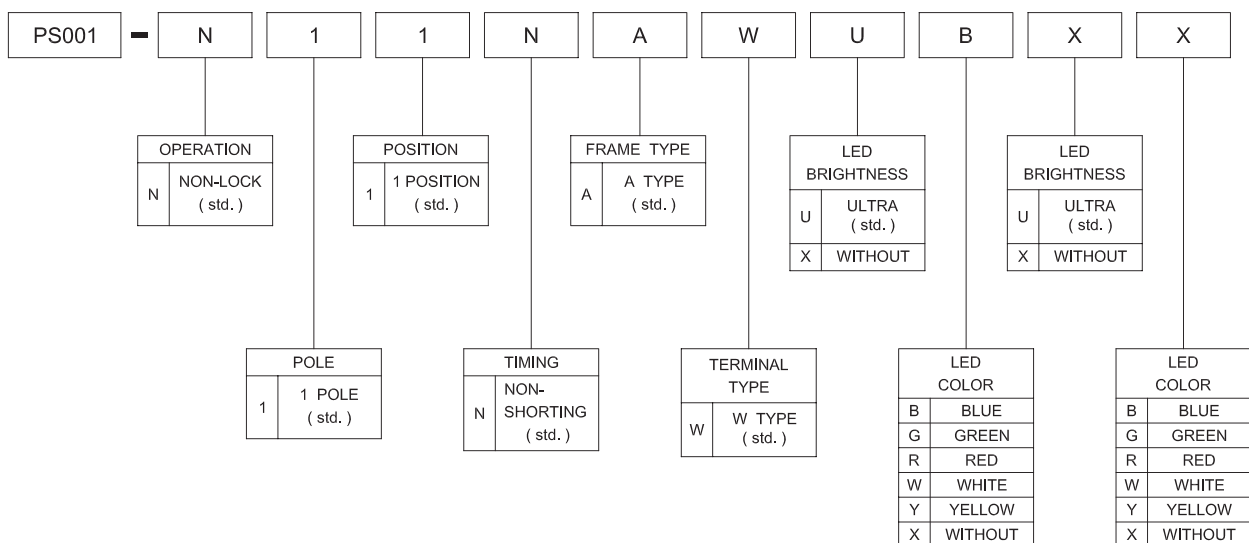 PS001 - N 1 1 N A W U B X X
OPERATION
N NON-LOCK
( std. )
POSITION
1 1 POSITION
( std. )
FRAME TYPE
A A TYPE
( std. )
LED
BRIGHTNESS
U ULTRA
( std. )
X WITHOUT
LED
BRIGHTNESS
U ULTRA
( std. )
X WITHOUT
POLE
1 1 POLE
( std. )
TIMING
N NON-
SHORTING
( std. )
TERMINAL
TYPE
W W TYPE
( std. )
LED
COLOR
B BLUE
G GREEN
R RED
W WHITE
Y YELLOW
X WITHOUT
LED
COLOR
B BLUE
G GREEN
R RED
W WHITE
Y YELLOW
X WITHOUT